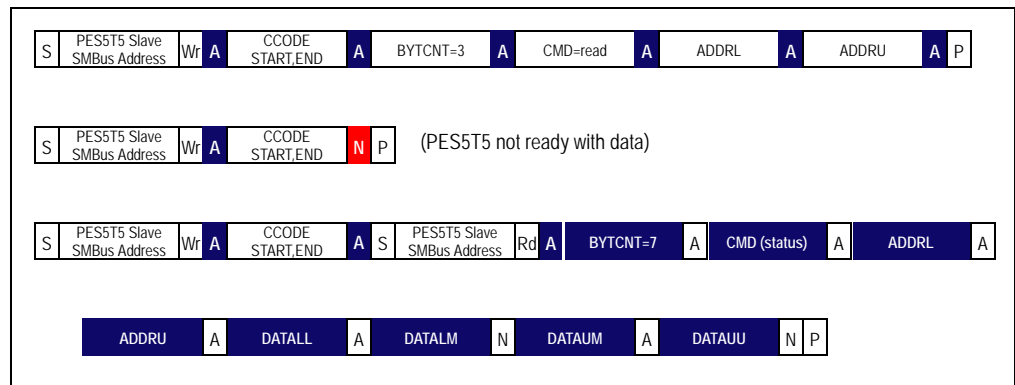 S PES5T5 Slave SMBus Address Wr A CCODE START,END A BYTCNT=3 A CMD=read A ADDRL A ADDRU A P
S PES5T5 Slave SMBus Address Wr A CCODE START,END N P (PES5T5 not ready with data)
S PES5T5 Slave SMBus Address Wr A CCODE START,END A S PES5T5 Slave SMBus Address Rd A BYTCNT=7 A CMD (status) A ADDRL A
ADDRU A DATALL A DATALM N DATAUM A DATAUU N P